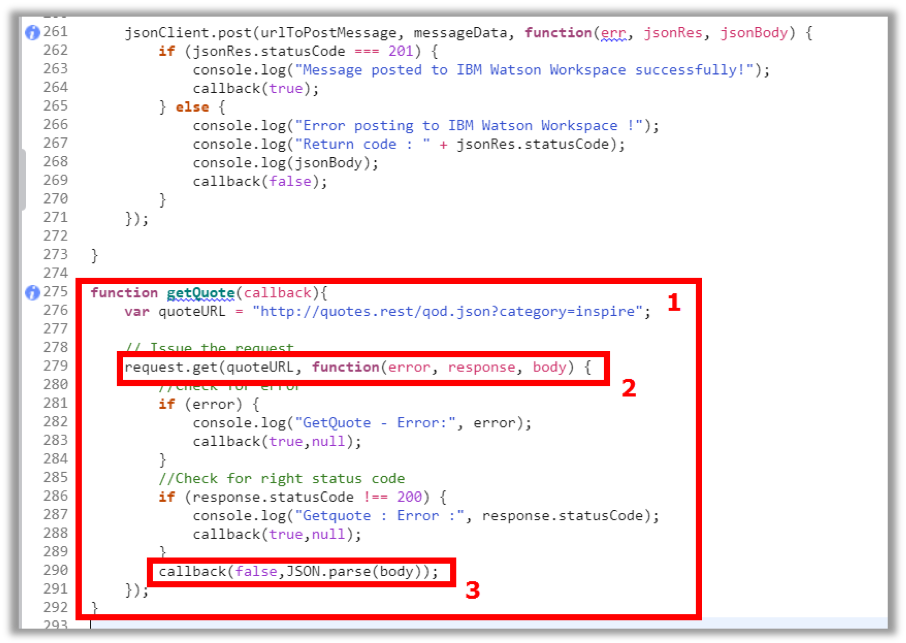 261 jsonClient.post(urlToPostMessage, messageData, function(err, jsonRes, jsonBody) {
262 if (jsonRes.statusCode === 201) {
263 console.log("Message posted to IBM Watson Workspace successfully!");
264 callback(true);
265 } else {
266 console.log("Error posting to IBM Watson Workspace !");
267 console.log("Return code : " + jsonRes.statusCode);
268 console.log(jsonBody);
269 callback(false);
270 }
271 });
272
273 }
274
275 function getQuote(callback){
276 var quoteURL = "http://quotes.rest/qod.json?category=inspire"; 1
277
278 // Issue the request
279 request.get(quoteURL, function(error, response, body) {
280 //Check for error 2
281 if (error) {
282 console.log("GetQuote - Error:", error);
283 callback(true,null);
284 }
285 //Check for right status code
286 if (response.statusCode !== 200) {
287 console.log("Getquote : Error :", response.statusCode);
288 callback(true,null);
289 }
290 callback(false,JSON.parse(body));
291 }); 3
292 }
293